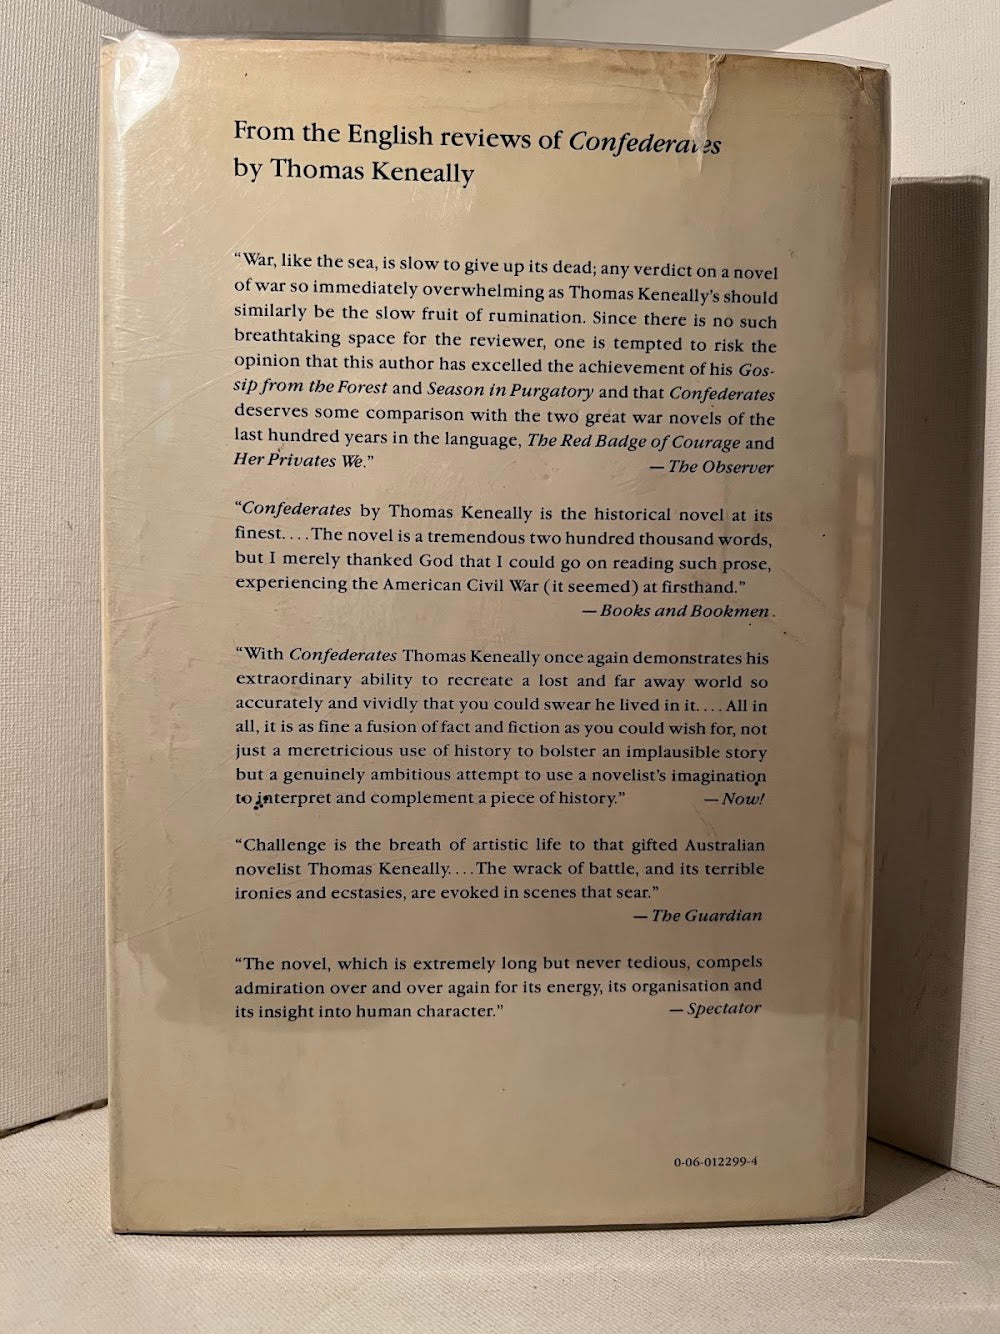 From the English reviews of Confederates
by Thomas Keneally
“War, like the sea, is slow to give up its dead; any verdict on a novel
of war so immediately overwhelming as Thomas Keneally’s should
similarly be the slow fruit of rumination. Since there is no such
breathtaking space for the reviewer, one is tempted to risk the
opinion that this author has excelled the achievement of his Gos-
sip from the Forest and Season in Purgatory and that Confederates
deserves some comparison with the two great war novels of the
last hundred years in the language, The Red Badge of Courage and
Her Privates We.” — The Observer
“Confederates by Thomas Keneally is the historical novel at its
finest. . . . The novel is a tremendous two hundred thousand words,
but I merely thanked God that I could go on reading such prose,
experiencing the American Civil War (it seemed) at firsthand.”
— Books and Bookmen.
“With Confederates Thomas Keneally once again demonstrates his
extraordinary ability to recreate a lost and far away world so
accurately and vividly that you could swear he lived in it. . . . All in
all, it is as fine a fusion of fact and fiction as you could wish for, not
just a meretricious use of history to bolster an implausible story
but a genuinely ambitious attempt to use a novelist’s imagination
to interpret and complement a piece of history.” — Now!
“Challenge is the breath of artistic life to that gifted Australian
novelist Thomas Keneally. . . . The wrack of battle, and its terrible
ironies and ecstasies, are evoked in scenes that sear.”
— The Guardian
“The novel, which is extremely long but never tedious, compels
admiration over and over again for its energy, its organisation and
its insight into human character.” — Spectator
0-06-012299-4